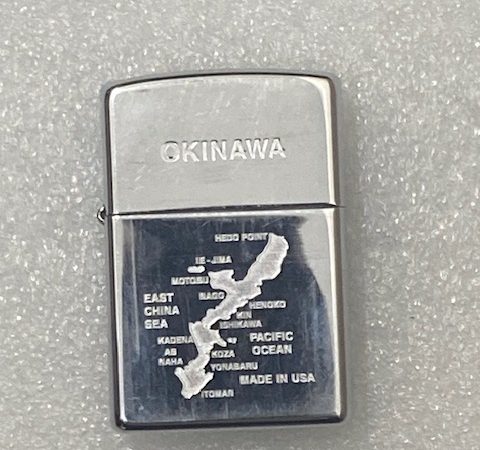 OKINAWA
HEDO POINT
IE-JIMA
MOTOBU
NAGO
HENOKO
KIN
ISHIKAWA
EAST
CHINA
SEA
KADENA
AB
NAHA
KOZA
PACIFIC
OCEAN
YONABARU
MADE IN USA
ITOMAN